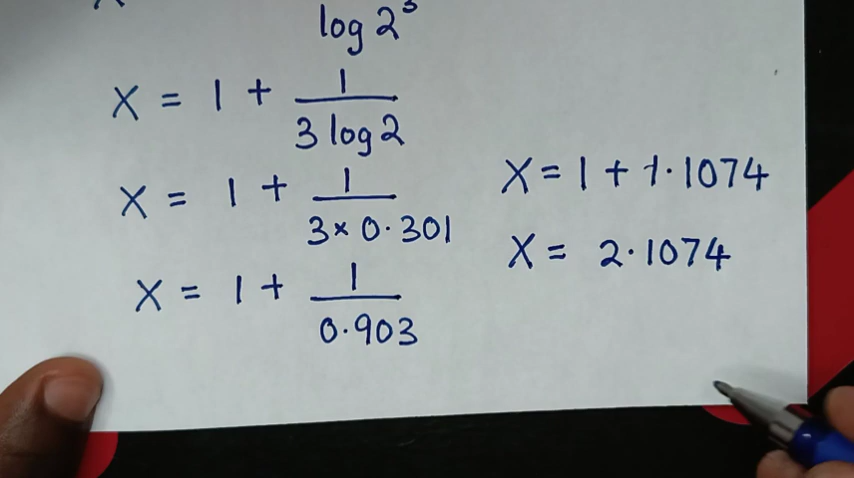 log 2³
X = 1 + 1/(3 log 2)
X = 1 + 1/(3 × 0.301)
X = 1 + 1/0.903
X = 1 + 1.1074
X = 2.1074